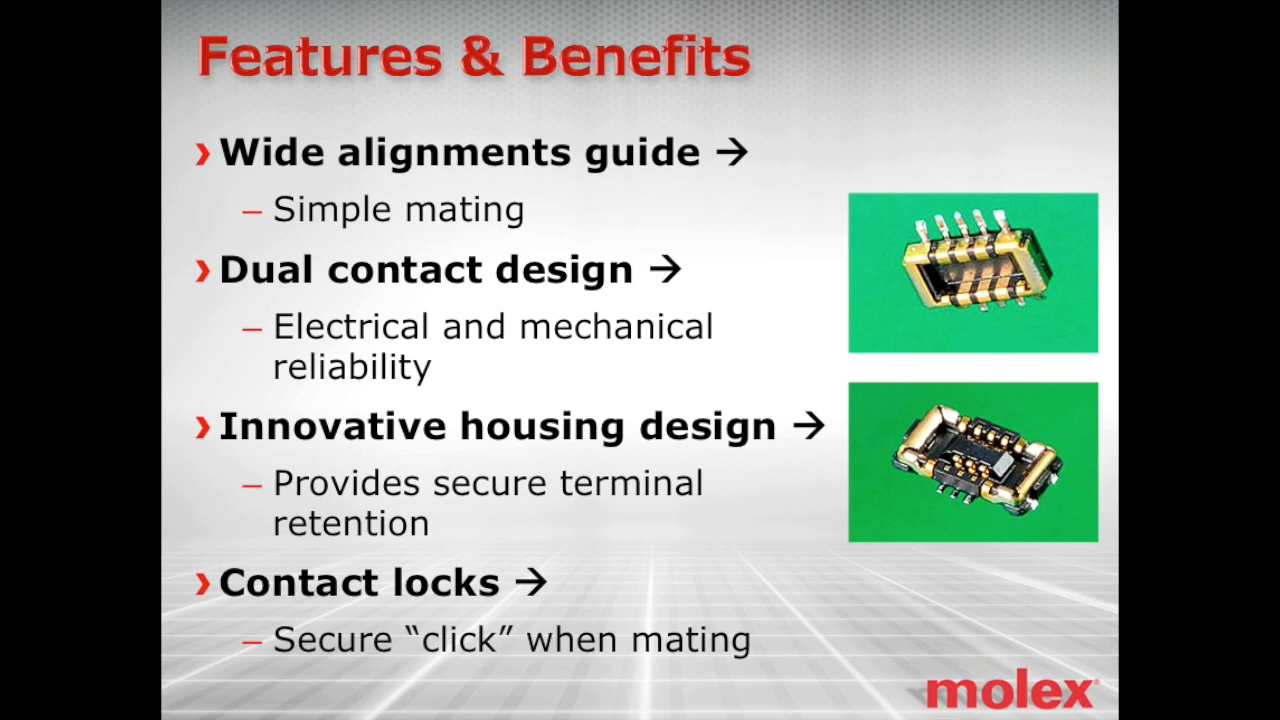 Features & Benefits
Wide alignments guide →
– Simple mating
Dual contact design →
– Electrical and mechanical
reliability
Innovative housing design →
– Provides secure terminal
retention
Contact locks →
– Secure “click” when mating
molex